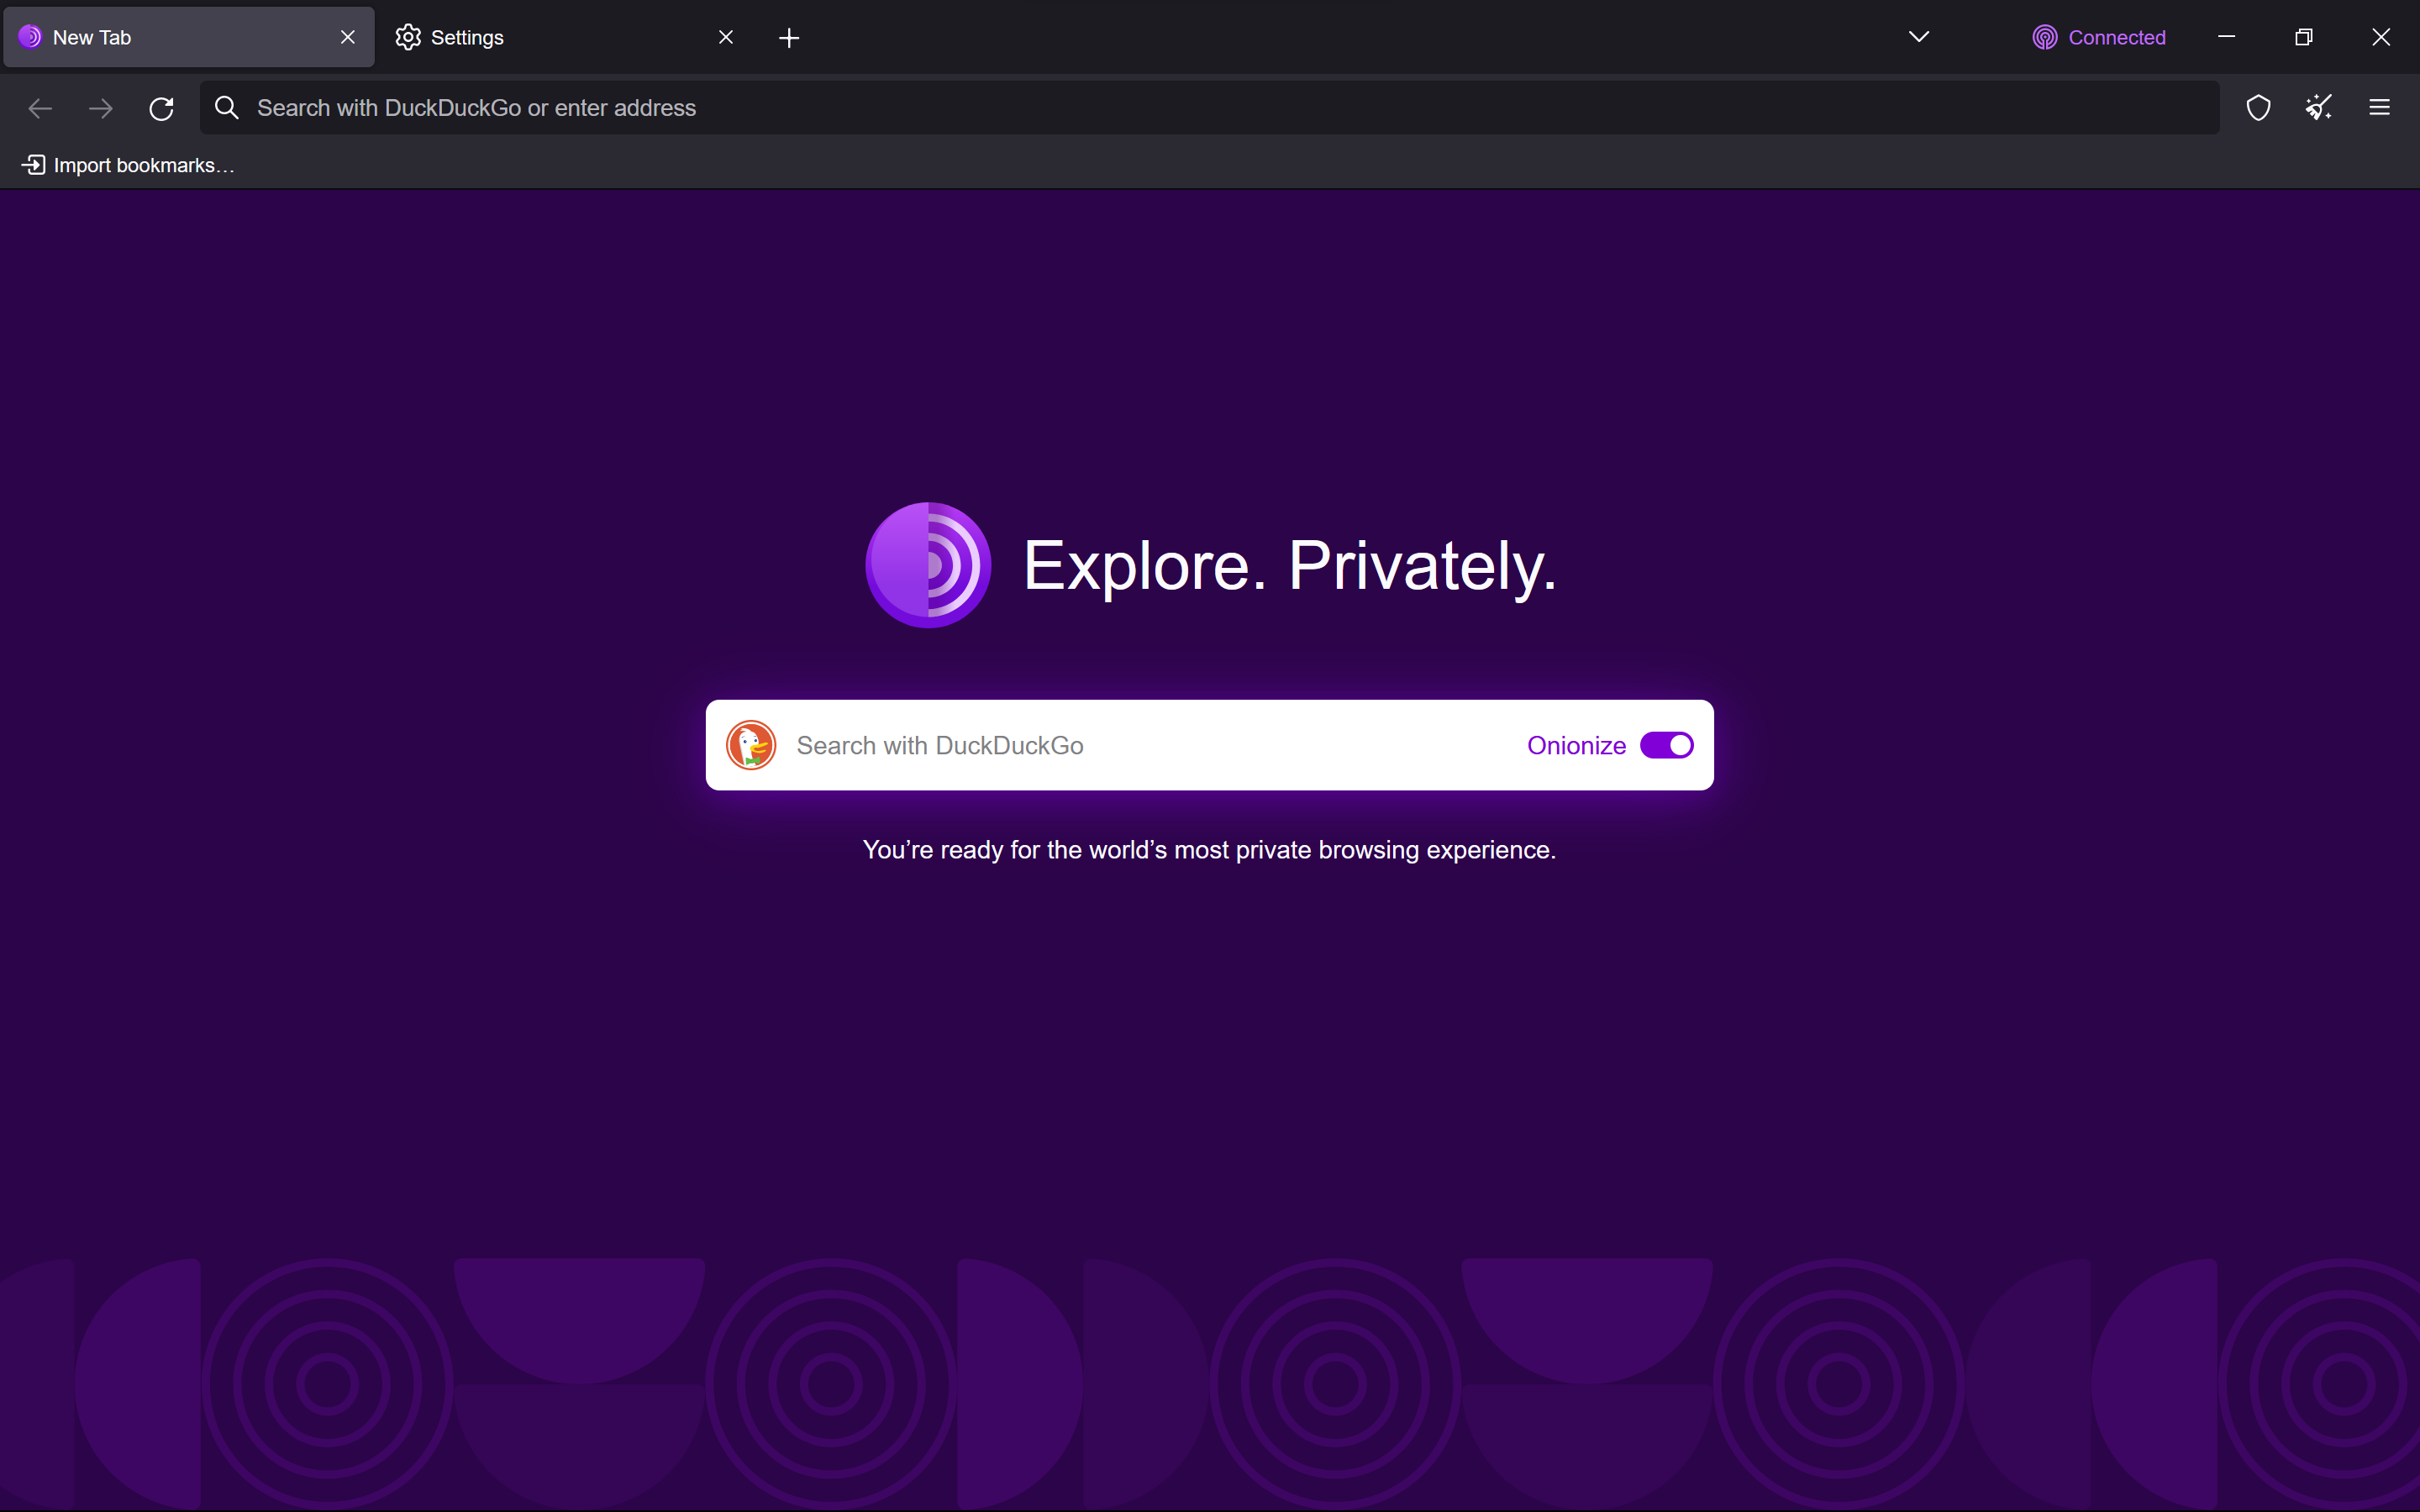 New Tab
Settings
Connected
Search with DuckDuckGo or enter address
Import bookmarks…
Explore. Privately.
Search with DuckDuckGo
Onionize
You’re ready for the world’s most private browsing experience.